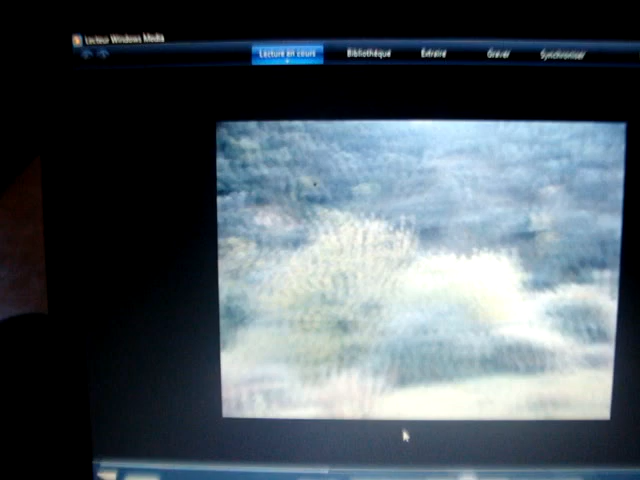 Lecteur Windows Media
Lecture en cours Bibliothèque Extraire Graver Synchroniser